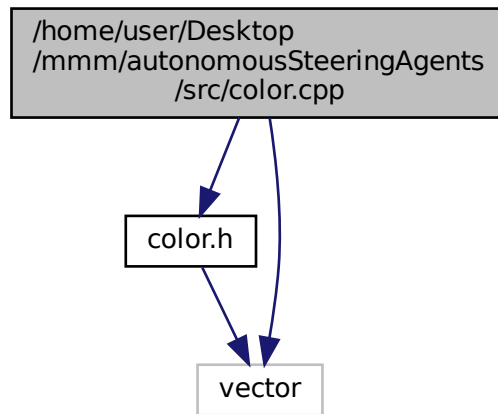 /home/user/Desktop
/mmm/autonomousSteeringAgents
/src/color.cpp
color.h
vector